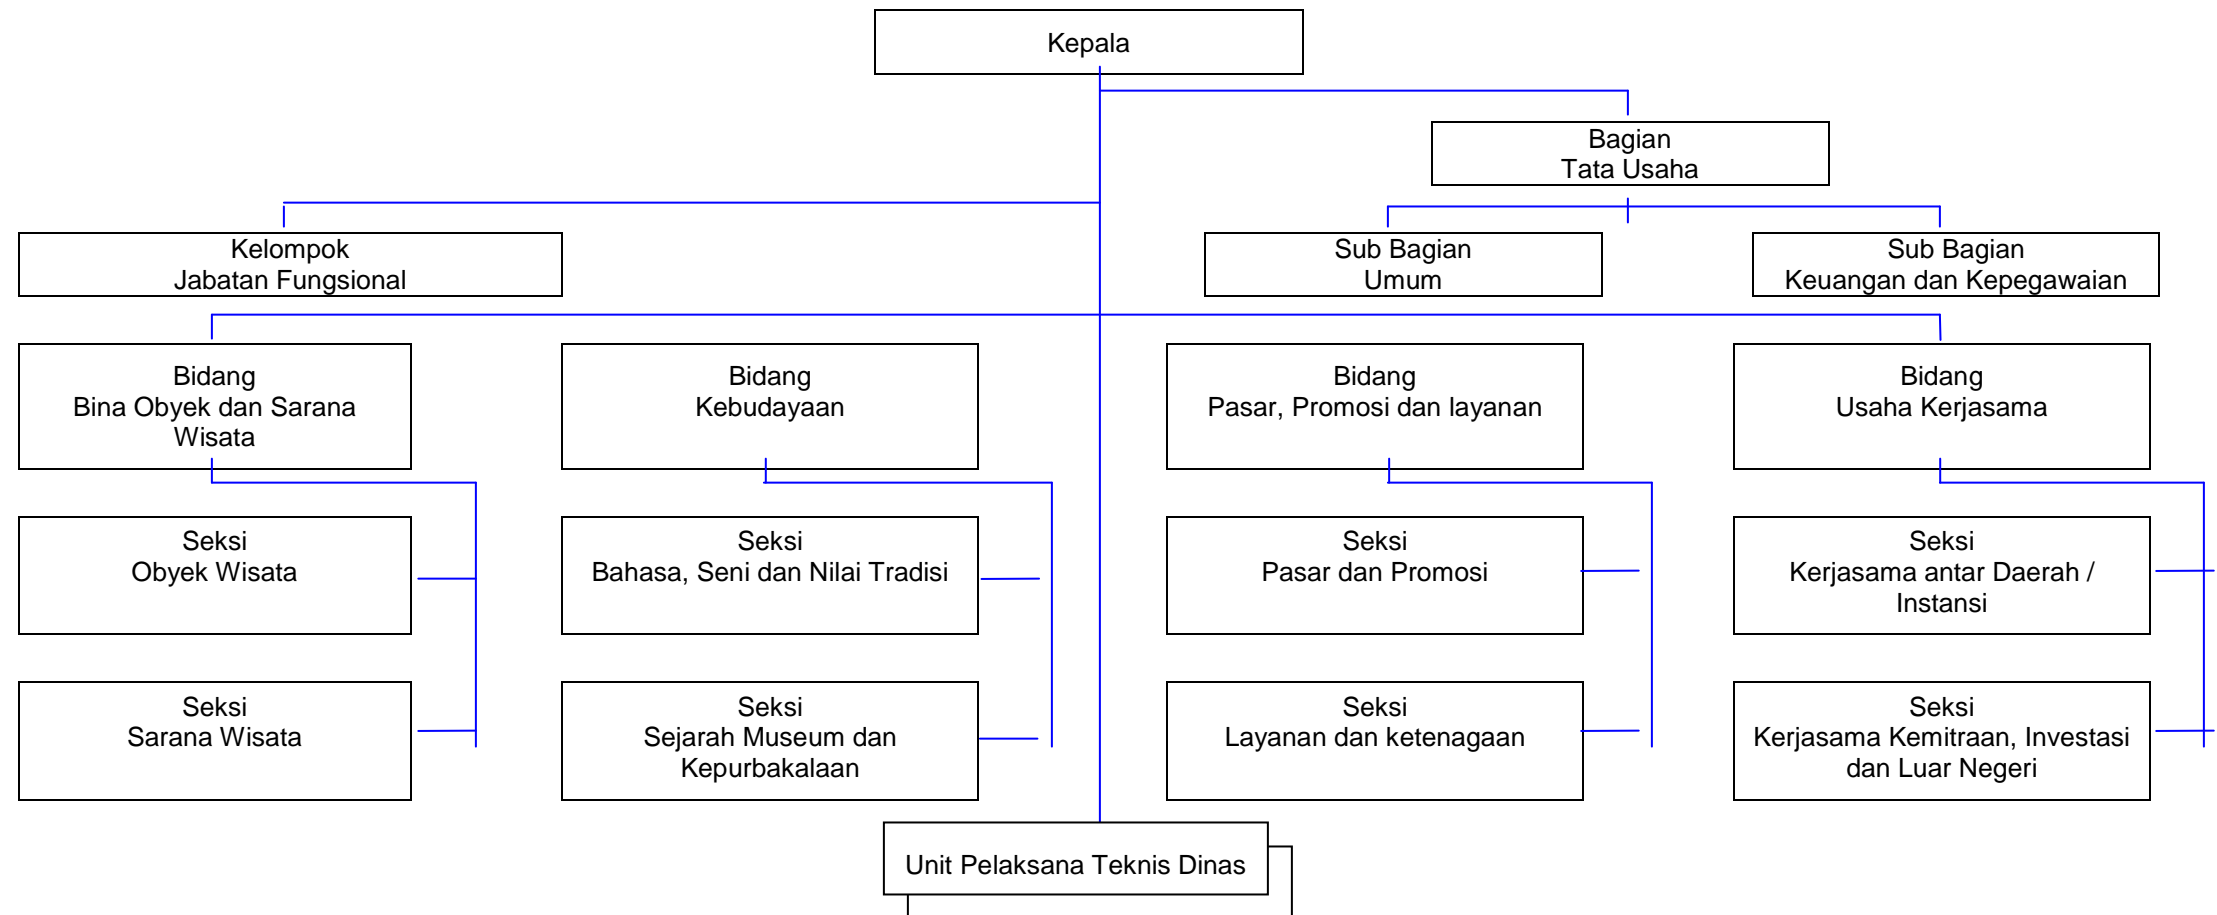 Kepala
Bagian
Tata Usaha
Kelompok
Jabatan Fungsional
Sub Bagian
Umum
Sub Bagian
Keuangan dan Kepegawaian
Bidang
Bina Obyek dan Sarana
Wisata
Bidang
Kebudayaan
Bidang
Pasar, Promosi dan layanan
Bidang
Usaha Kerjasama
Seksi
Obyek Wisata
Seksi
Bahasa, Seni dan Nilai Tradisi
Seksi
Pasar dan Promosi
Seksi
Kerjasama antar Daerah /
Instansi
Seksi
Sarana Wisata
Seksi
Sejarah Museum dan
Kepurbakalaan
Seksi
Layanan dan ketenagaan
Seksi
Kerjasama Kemitraan, Investasi
dan Luar Negeri
Unit Pelaksana Teknis Dinas